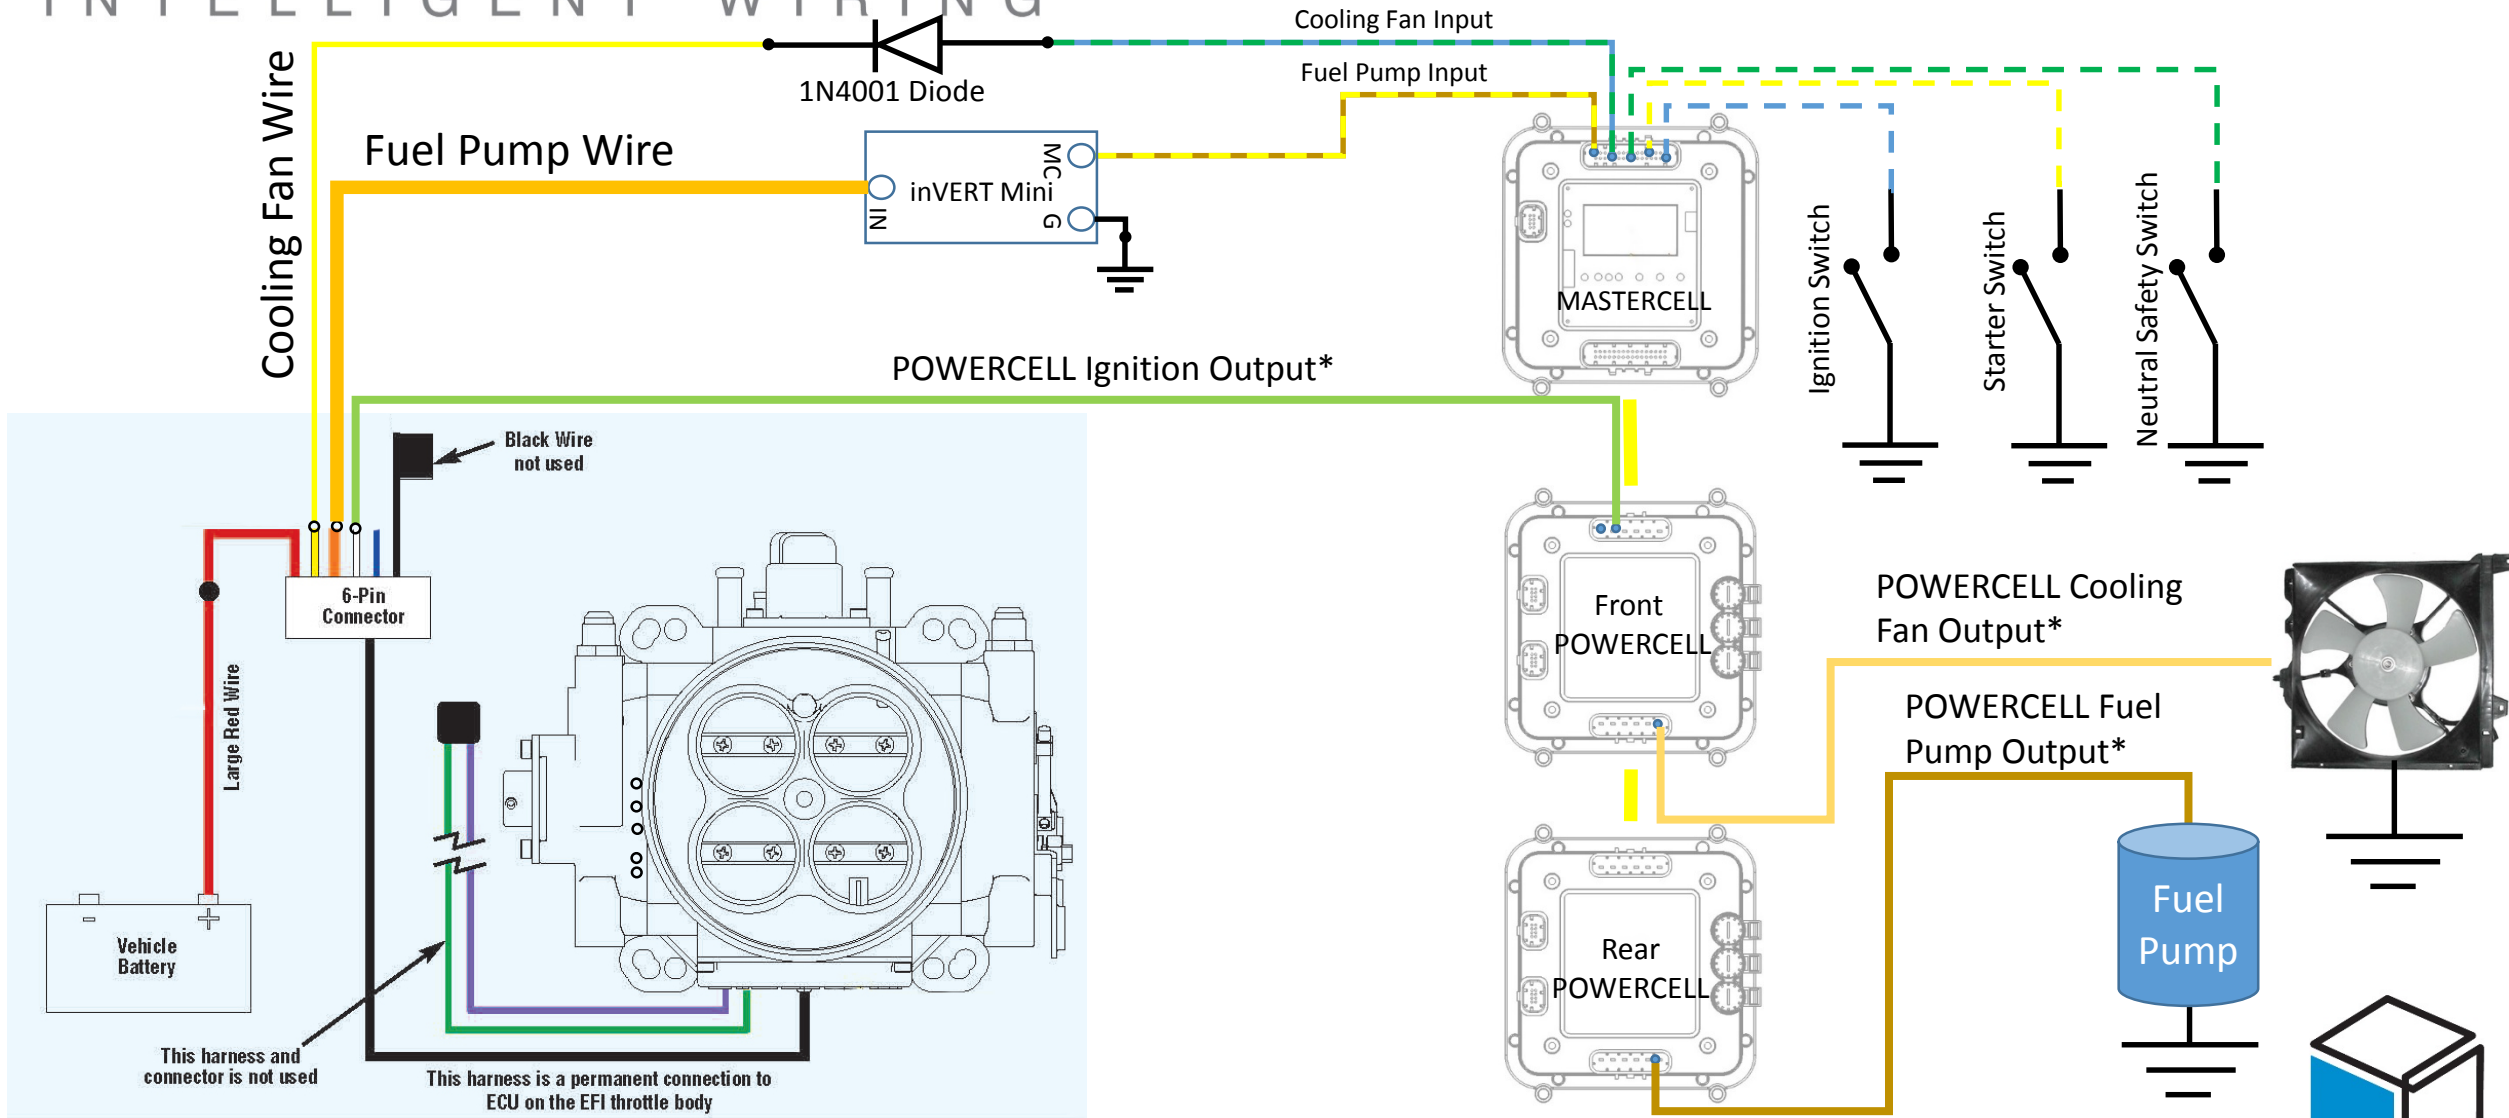 INTELLIGENT WIRING
Cooling Fan Input
Fuel Pump Input
1N4001 Diode
Cooling Fan Wire
Fuel Pump Wire
MC
inVERT Mini
IN
G
MASTERCELL
Ignition Switch
Starter Switch
Neutral Safety Switch
POWERCELL Ignition Output*
Black Wire
not used
6-Pin
Connector
Large Red Wire
Front
POWERCELL
POWERCELL Cooling
Fan Output*
POWERCELL Fuel
Pump Output*
- +
Vehicle
Battery
Rear
POWERCELL
Fuel
Pump
This harness and
connector is not used
This harness is a permanent connection to
ECU on the EFI throttle body